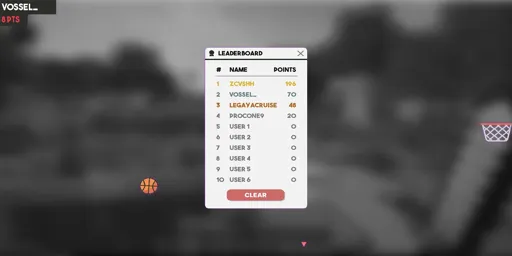 VOSSEL_
8 PTS
LEADERBOARD
# NAME POINTS
1 ZCVSHH 196
2 VOSSEL_ 70
3 LEGAYACRUISE 48
4 PROCONE9 20
5 USER 1 0
6 USER 2 0
7 USER 3 0
8 USER 4 0
9 USER 5 0
10 USER 6 0
CLEAR